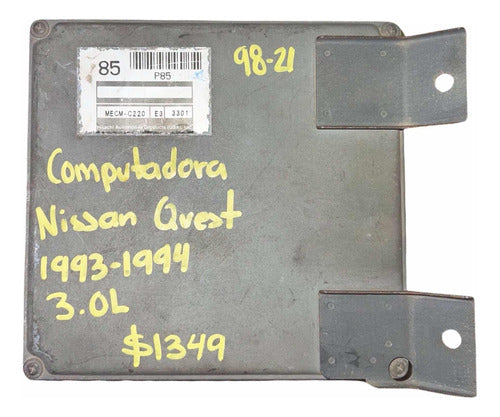 85
P85
MECM-C220 E3 3301
98-21
Computadora
Nissan Quest
1993-1994
3.0L
$1349